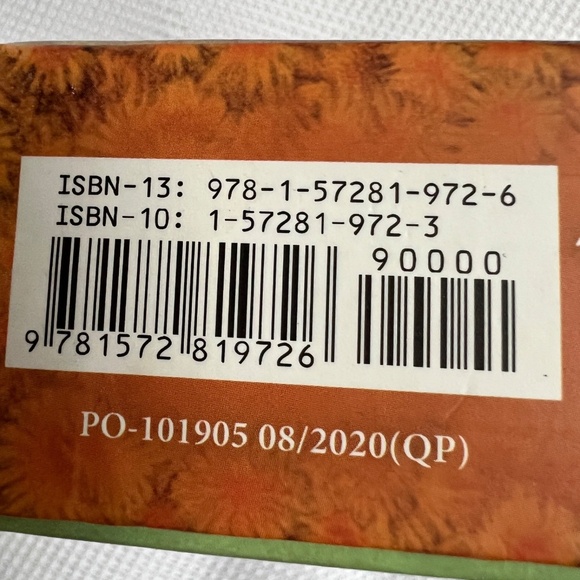 ISBN-13: 978-1-57281-972-6
ISBN-10: 1-57281-972-3
90000
9 781572 819726
PO-101905 08/2020(QP)